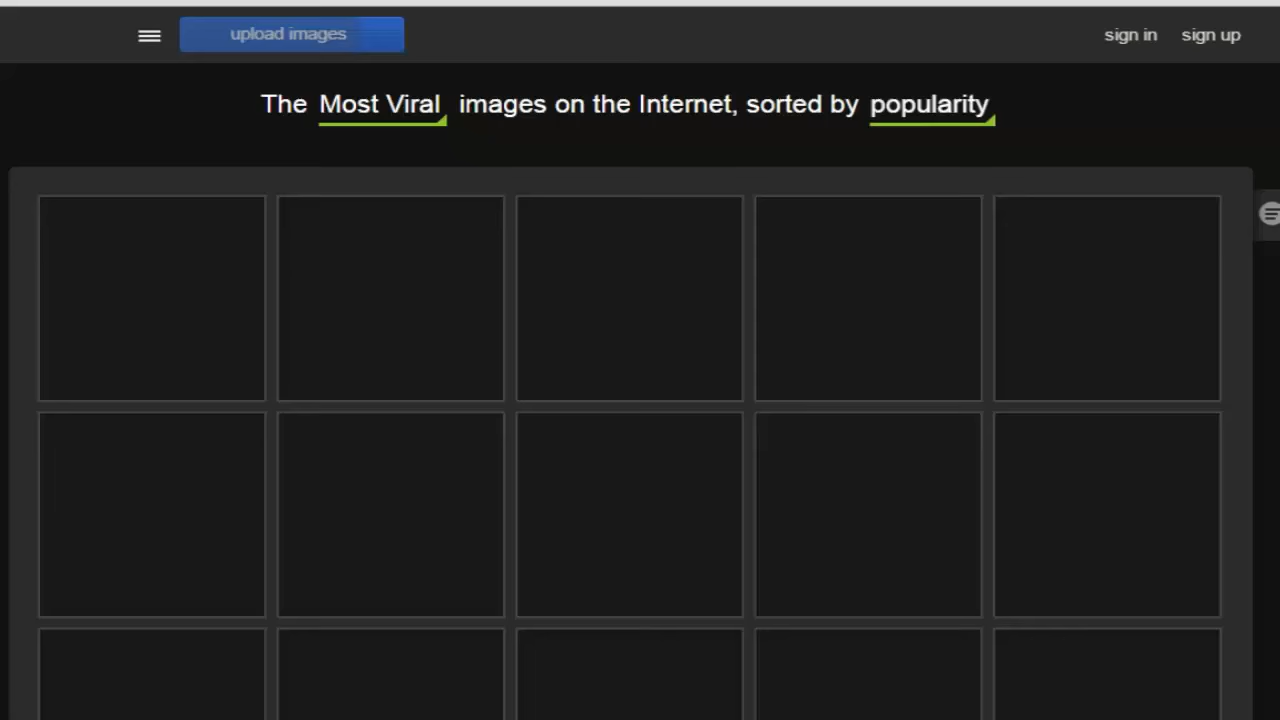 upload images
sign in
sign up
The Most Viral images on the Internet, sorted by popularity